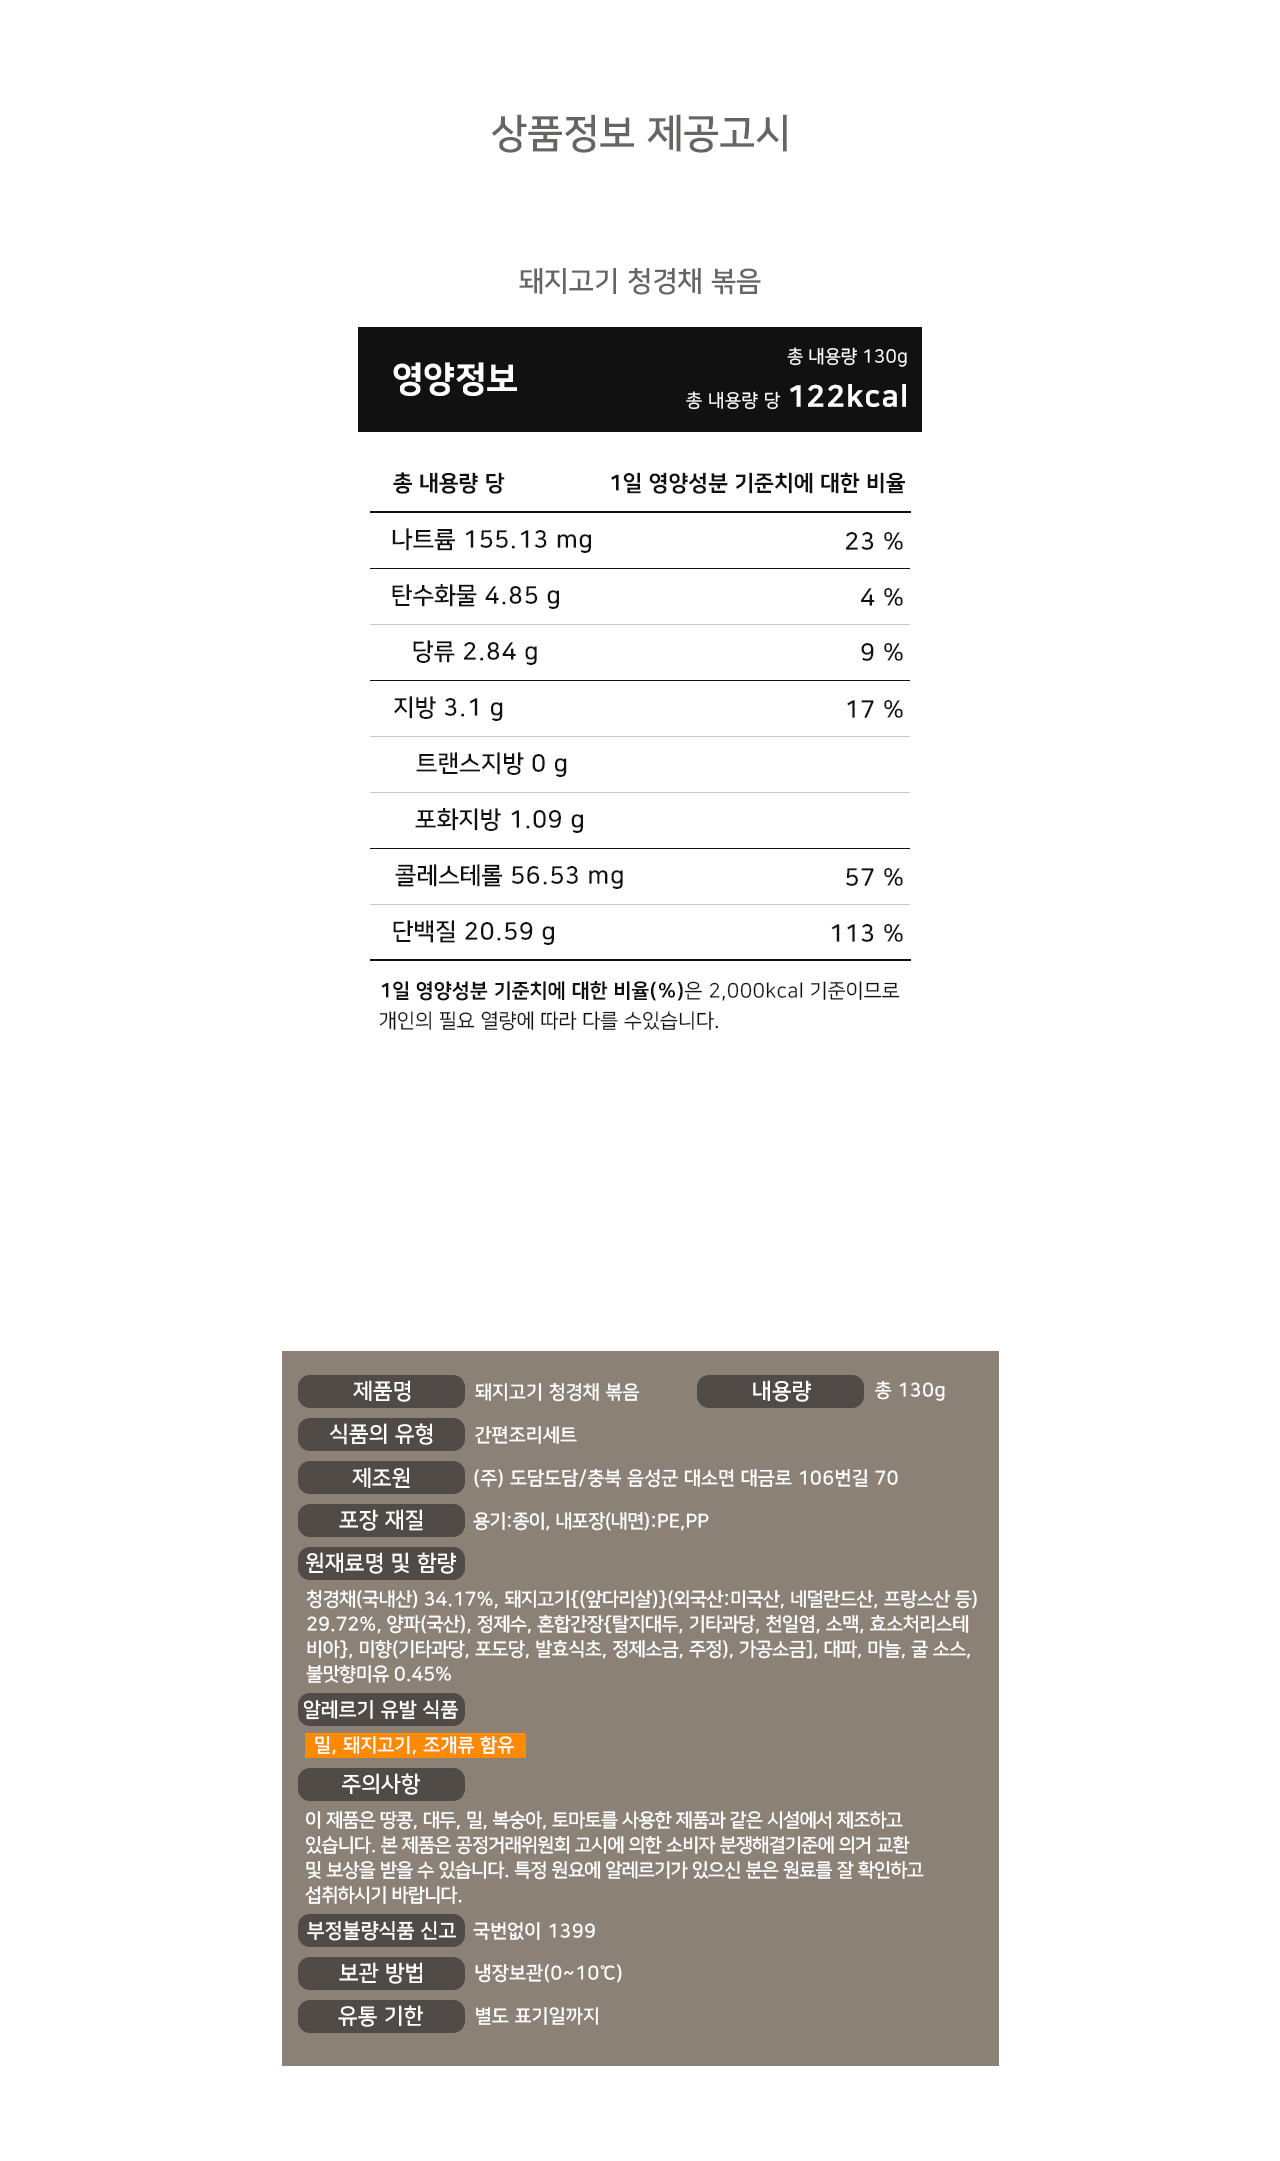 상품정보 제공고시
돼지고기 청경채 볶음
영양정보
총 내용량 130g
총 내용량 당 122kcal
총 내용량 당 1일 영양성분 기준치에 대한 비율
나트륨 155.13 mg 23 %
탄수화물 4.85 g 4 %
당류 2.84 g 9 %
지방 3.1 g 17 %
트랜스지방 0 g
포화지방 1.09 g
콜레스테롤 56.53 mg 57 %
단백질 20.59 g 113 %
1일 영양성분 기준치에 대한 비율(%)은 2,000kcal 기준이므로
개인의 필요 열량에 따라 다를 수있습니다.
제품명 돼지고기 청경채 볶음 내용량 총 130g
식품의 유형 간편조리세트
제조원 (주) 도담도담/충북 음성군 대소면 대금로 106번길 70
포장 재질 용기:종이, 내포장(내면):PE,PP
원재료명 및 함량
청경채(국내산) 34.17%, 돼지고기{(앞다리살)}(외국산:미국산, 네덜란드산, 프랑스산 등)
29.72%, 양파(국산), 정제수, 혼합간장{탈지대두, 기타과당, 천일염, 소맥, 효소처리스테
비아}, 미향(기타과당, 포도당, 발효식초, 정제소금, 주정), 가공소금], 대파, 마늘, 굴 소스,
불맛향미유 0.45%
알레르기 유발 식품
밀, 돼지고기, 조개류 함유
주의사항
이 제품은 땅콩, 대두, 밀, 복숭아, 토마토를 사용한 제품과 같은 시설에서 제조하고
있습니다. 본 제품은 공정거래위원회 고시에 의한 소비자 분쟁해결기준에 의거 교환
및 보상을 받을 수 있습니다. 특정 원요에 알레르기가 있으신 분은 원료를 잘 확인하고
섭취하시기 바랍니다.
부정불량식품 신고 국번없이 1399
보관 방법 냉장보관(0~10℃)
유통 기한 별도 표기일까지